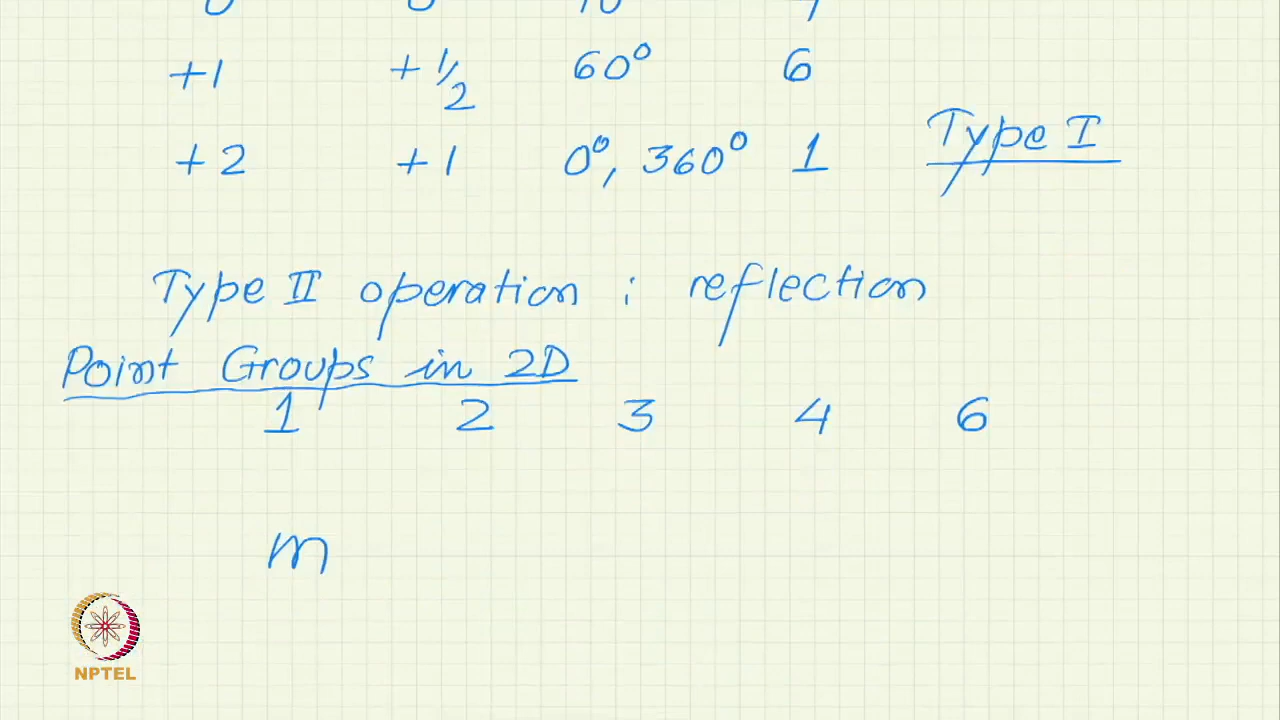 +1 +1/2 60° 6
+2 +1 0°, 360° 1 Type I
Type II operation : reflection
Point Groups in 2D
1 2 3 4 6
m
NPTEL